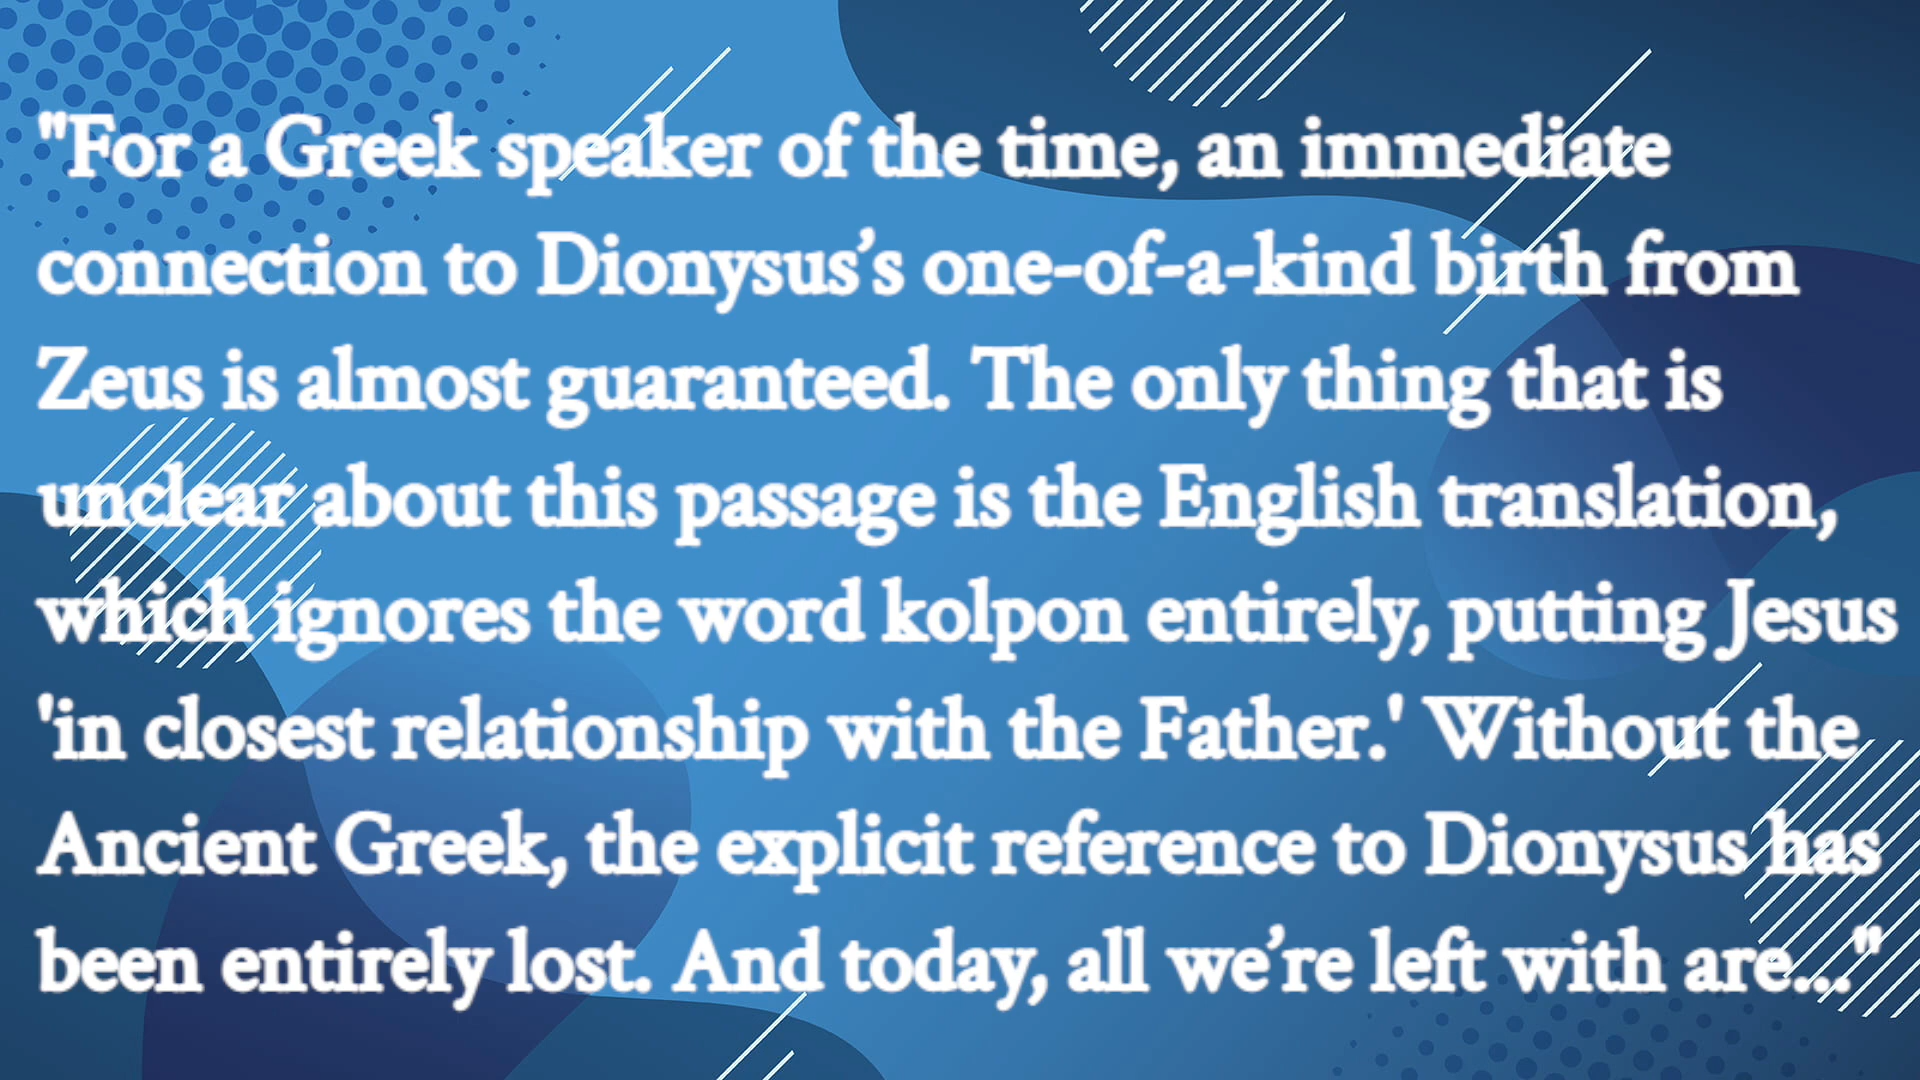 "For a Greek speaker of the time, an immediate
connection to Dionysus’s one-of-a-kind birth from
Zeus is almost guaranteed. The only thing that is
unclear about this passage is the English translation,
which ignores the word kolpon entirely, putting Jesus
'in closest relationship with the Father.' Without the
Ancient Greek, the explicit reference to Dionysus has
been entirely lost. And today, all we’re left with are..."